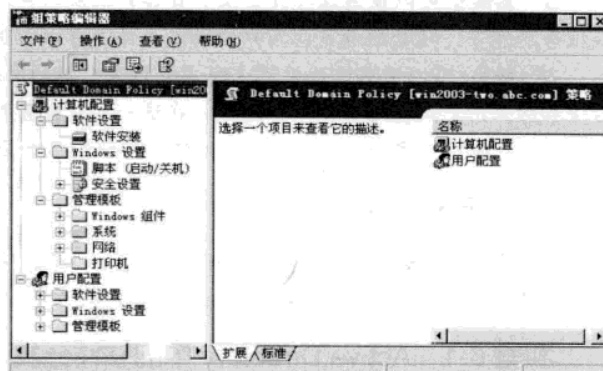 组策略编辑器
文件(F) 操作(A) 查看(V) 帮助(H)
Default Domain Policy [win20
计算机配置
软件设置
软件安装
Windows 设置
脚本 (启动/关机)
安全设置
管理模板
Windows 组件
系统
网络
打印机
用户配置
软件设置
Windows 设置
管理模板
Default Domain Policy [win2003-two.abc.com] 策略
选择一个项目来查看它的描述。
名称
计算机配置
用户配置
扩展 标准